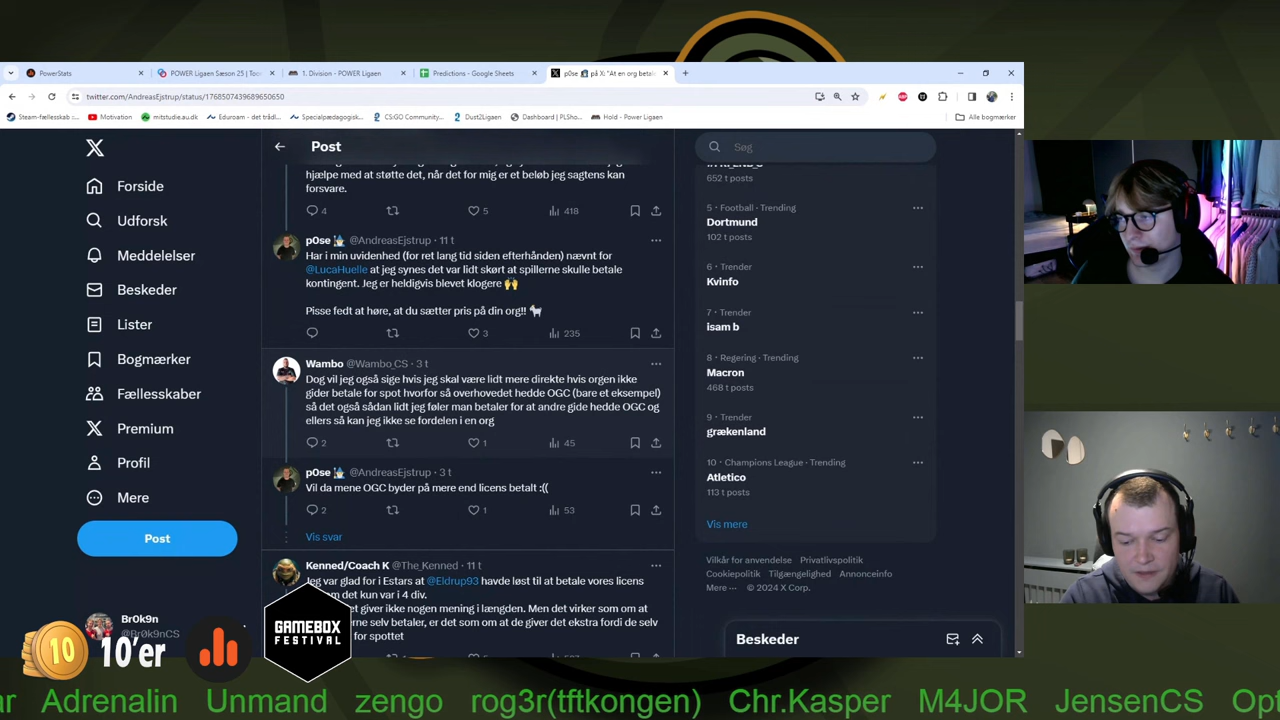 PowerStats
POWER Ligaen Sæson 25 | Too
1. Division - POWER Ligaen
Predictions - Google Sheets
p0se på X: "At en org betal
twitter.com/AndreasEjstrup/status/1768507439689650650
Steam-fællesskab :...
Motivation
mitstudie.au.dk
Eduroam - det trådl...
Specialpædagogisk...
CS:GO Community...
Dust2Ligaen
Dashboard | PLSho...
Hold - Power Ligaen
Alle bogmærker
Forside
Udforsk
Meddelelser
Beskeder
Lister
Bogmærker
Fællesskaber
Premium
Profil
Mere
Post
Br0k9n
@Br0k9nCS
Post
hjælpe med at støtte det, når det for mig er et beløb jeg sagtens kan
forsvare.
4 5 418
p0se @AndreasEjstrup · 11 t
Har i min uvidenhed (for ret lang tid siden efterhånden) nævnt for
@LucaHuelle at jeg synes det var lidt skørt at spillerne skulle betale
kontingent. Jeg er heldigvis blevet klogere 🙌
Pisse fedt at høre, at du sætter pris på din org!! 🐐
3 235
Wambo @Wambo_CS · 3 t
Dog vil jeg også sige hvis jeg skal være lidt mere direkte hvis orgen ikke
gider betale for spot hvorfor så overhovedet hedde OGC (bare et eksempel)
så det også sådan lidt jeg føler man betaler for at andre gide hedde OGC og
ellers så kan jeg ikke se fordelen i en org
2 1 45
p0se @AndreasEjstrup · 3 t
Vil da mene OGC byder på mere end licens betalt :((
2 1 53
Vis svar
Kenned/Coach K @The_Kenned · 11 t
Jeg var glad for i Estars at @Eldrup93 havde løst til at betale vores licens
om det kun var i 4 div.
et giver ikke nogen mening i længden. Men det virker som om at
rne selv betaler, er det som om at de giver det ekstra fordi de selv
for spottet
Søg
652 t posts
5 · Football · Trending
Dortmund
102 t posts
6 · Trender
Kvinfo
7 · Trender
isam b
8 · Regering · Trending
Macron
468 t posts
9 · Trender
grækenland
10 · Champions League · Trending
Atletico
113 t posts
Vis mere
Vilkår for anvendelse Privatlivspolitik
Cookiepolitik Tilgængelighed Annonceinfo
Mere ··· © 2024 X Corp.
Beskeder
10 10'er
GAMEBOX
FESTIVAL
ar Adrenalin Unmand zengo rog3r(tftkongen) Chr.Kasper M4JOR JensenCS Opt